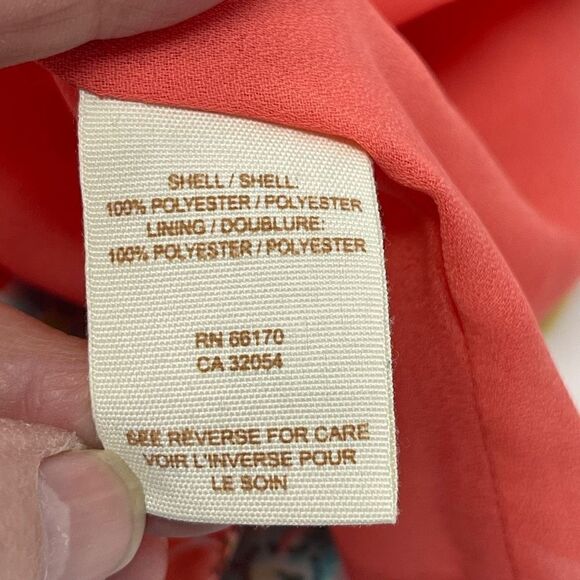 SHELL / SHELL:
100% POLYESTER / POLYESTER
LINING / DOUBLURE:
100% POLYESTER / POLYESTER
RN 66170
CA 32054
SEE REVERSE FOR CARE
VOIR L'INVERSE POUR
LE SOIN